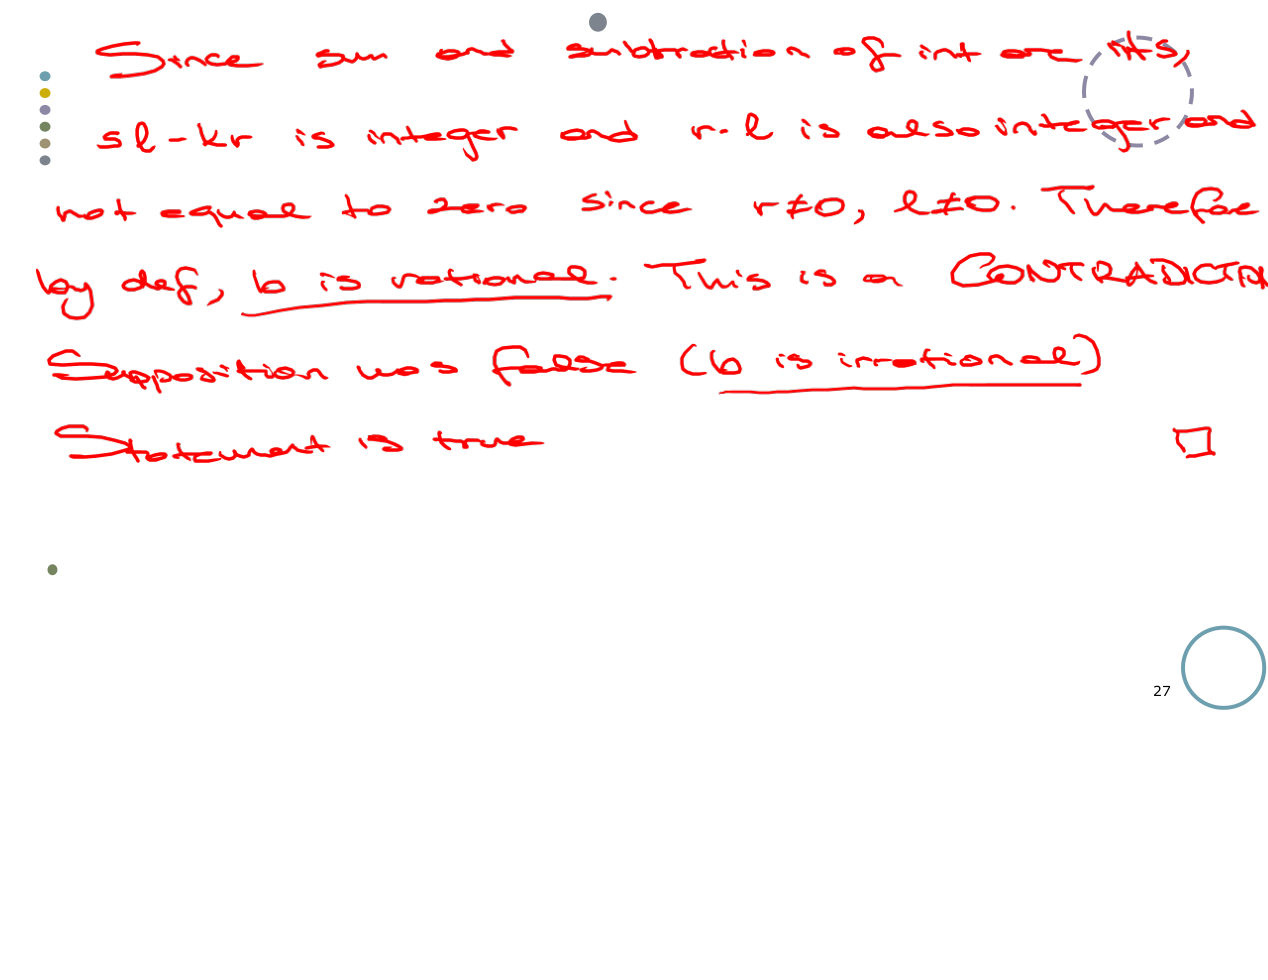 Since sum and subtraction of int are ints,
sl-kr is integer and r·l is also integer and
not equal to zero since r≠0, l≠0. Therefore
by def, b is rational. This is a CONTRADICTION
Supposition was false (b is irrational)
Statement is true □
27